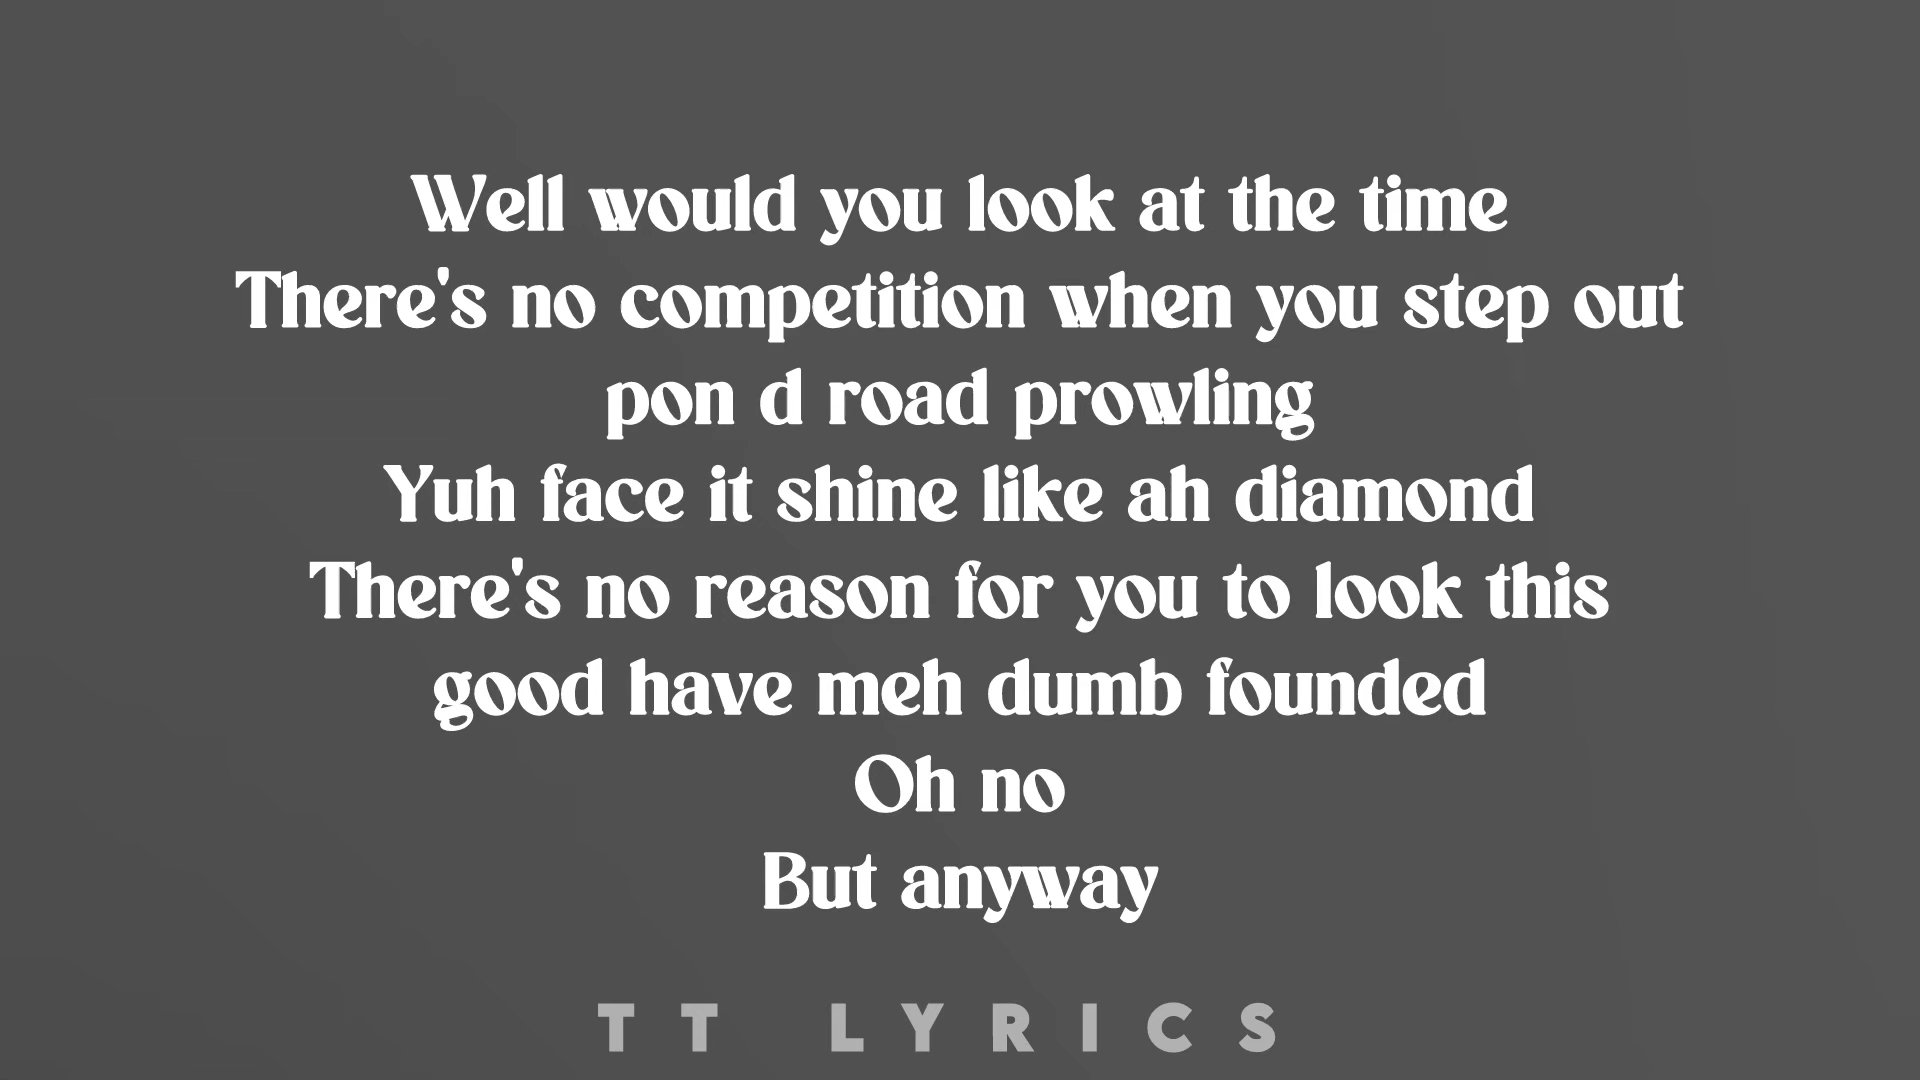 Well would you look at the time
There's no competition when you step out
pon d road prowling
Yuh face it shine like ah diamond
There's no reason for you to look this
good have meh dumb founded
Oh no
But anyway
TT LYRICS